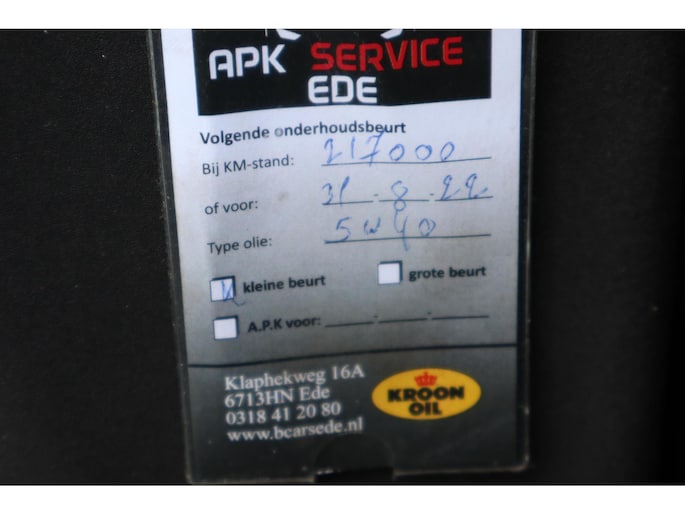 APK SERVICE
EDE
Volgende onderhoudsbeurt
Bij KM-stand: 217000
of voor: 31-8-22
Type olie: 5w40
kleine beurt
grote beurt
A.P.K voor:
Klaphekweg 16A
6713HN Ede
0318 41 20 80
www.bcarsede.nl
KROON
OIL